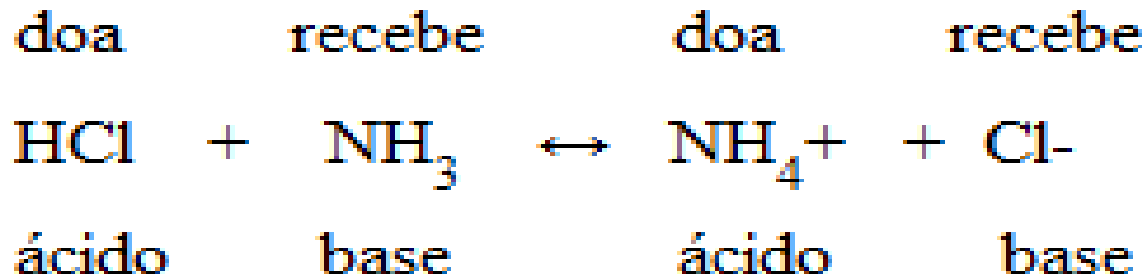 doa recebe doa recebe
HCl + NH₃ ↔ NH₄+ + Cl-
ácido base ácido base